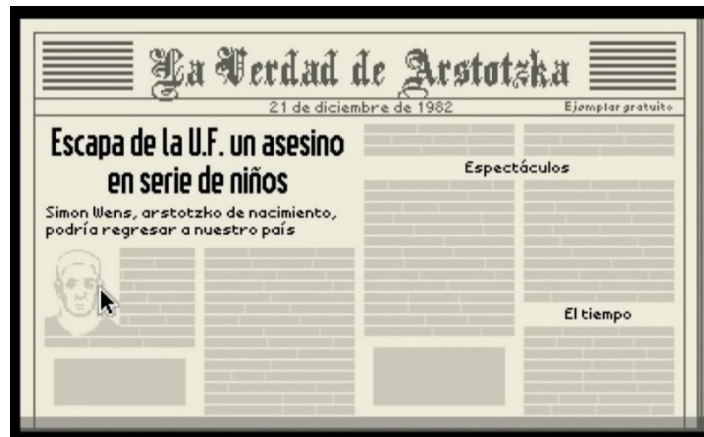 La Verdad de Arstotzka
21 de diciembre de 1982
Ejemplar gratuito
Escapa de la U.F. un asesino
en serie de niños
Simon Wens, arstotzko de nacimiento,
podría regresar a nuestro país
Espectáculos
El tiempo